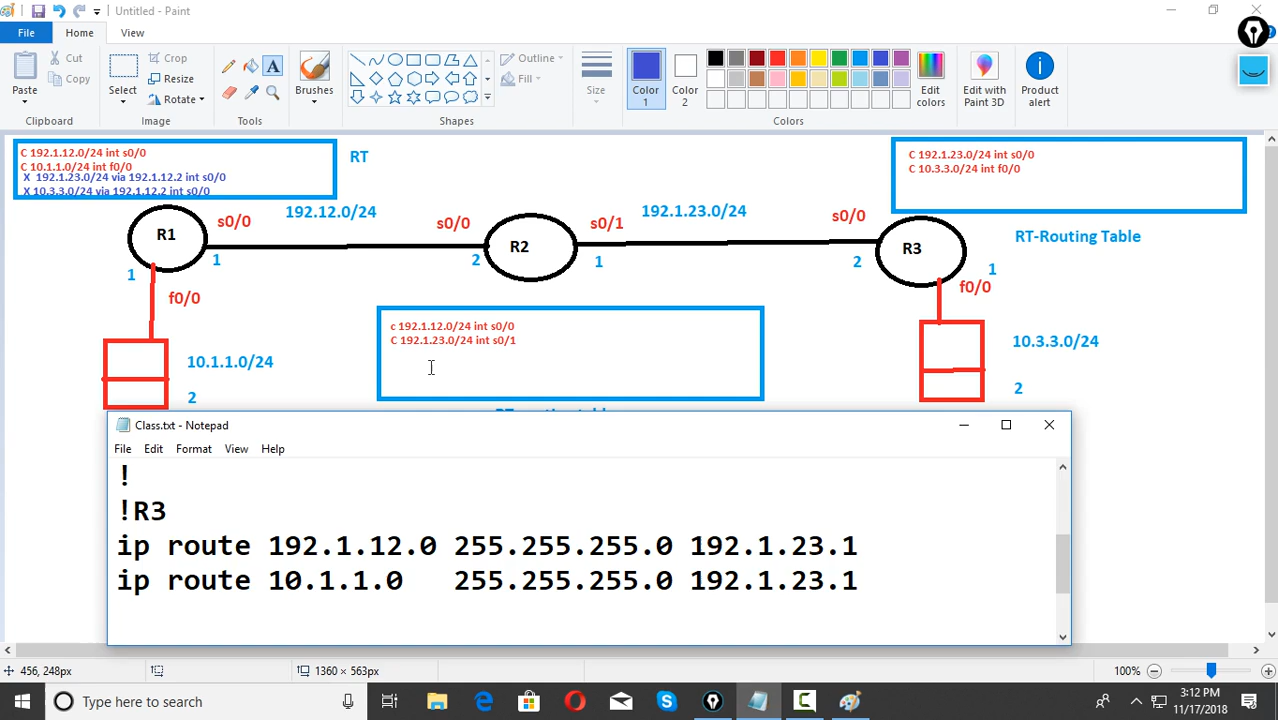 Untitled - Paint
File
Home
View
Paste
Cut
Copy
Clipboard
Select
Crop
Resize
Rotate
Image
Tools
Brushes
Shapes
Outline
Fill
Size
Color 1
Color 2
Edit colors
Edit with Paint 3D
Product alert
Colors
C 192.1.12.0/24 int s0/0
C 10.1.1.0/24 int f0/0
X 192.1.23.0/24 via 192.1.12.2 int s0/0
X 10.3.3.0/24 via 192.1.12.2 int s0/0
RT
C 192.1.23.0/24 int s0/0
C 10.3.3.0/24 int f0/0
RT-Routing Table
R1
s0/0
192.12.0/24
s0/0
R2
s0/1
192.1.23.0/24
s0/0
R3
1
1
2
1
2
1
f0/0
f0/0
c 192.1.12.0/24 int s0/0
C 192.1.23.0/24 int s0/1
10.1.1.0/24
2
10.3.3.0/24
2
Class.txt - Notepad
File Edit Format View Help
!
!R3
ip route 192.1.12.0 255.255.255.0 192.1.23.1
ip route 10.1.1.0 255.255.255.0 192.1.23.1
456, 248px
1360 × 563px
100%
Type here to search
3:12 PM
11/17/2018